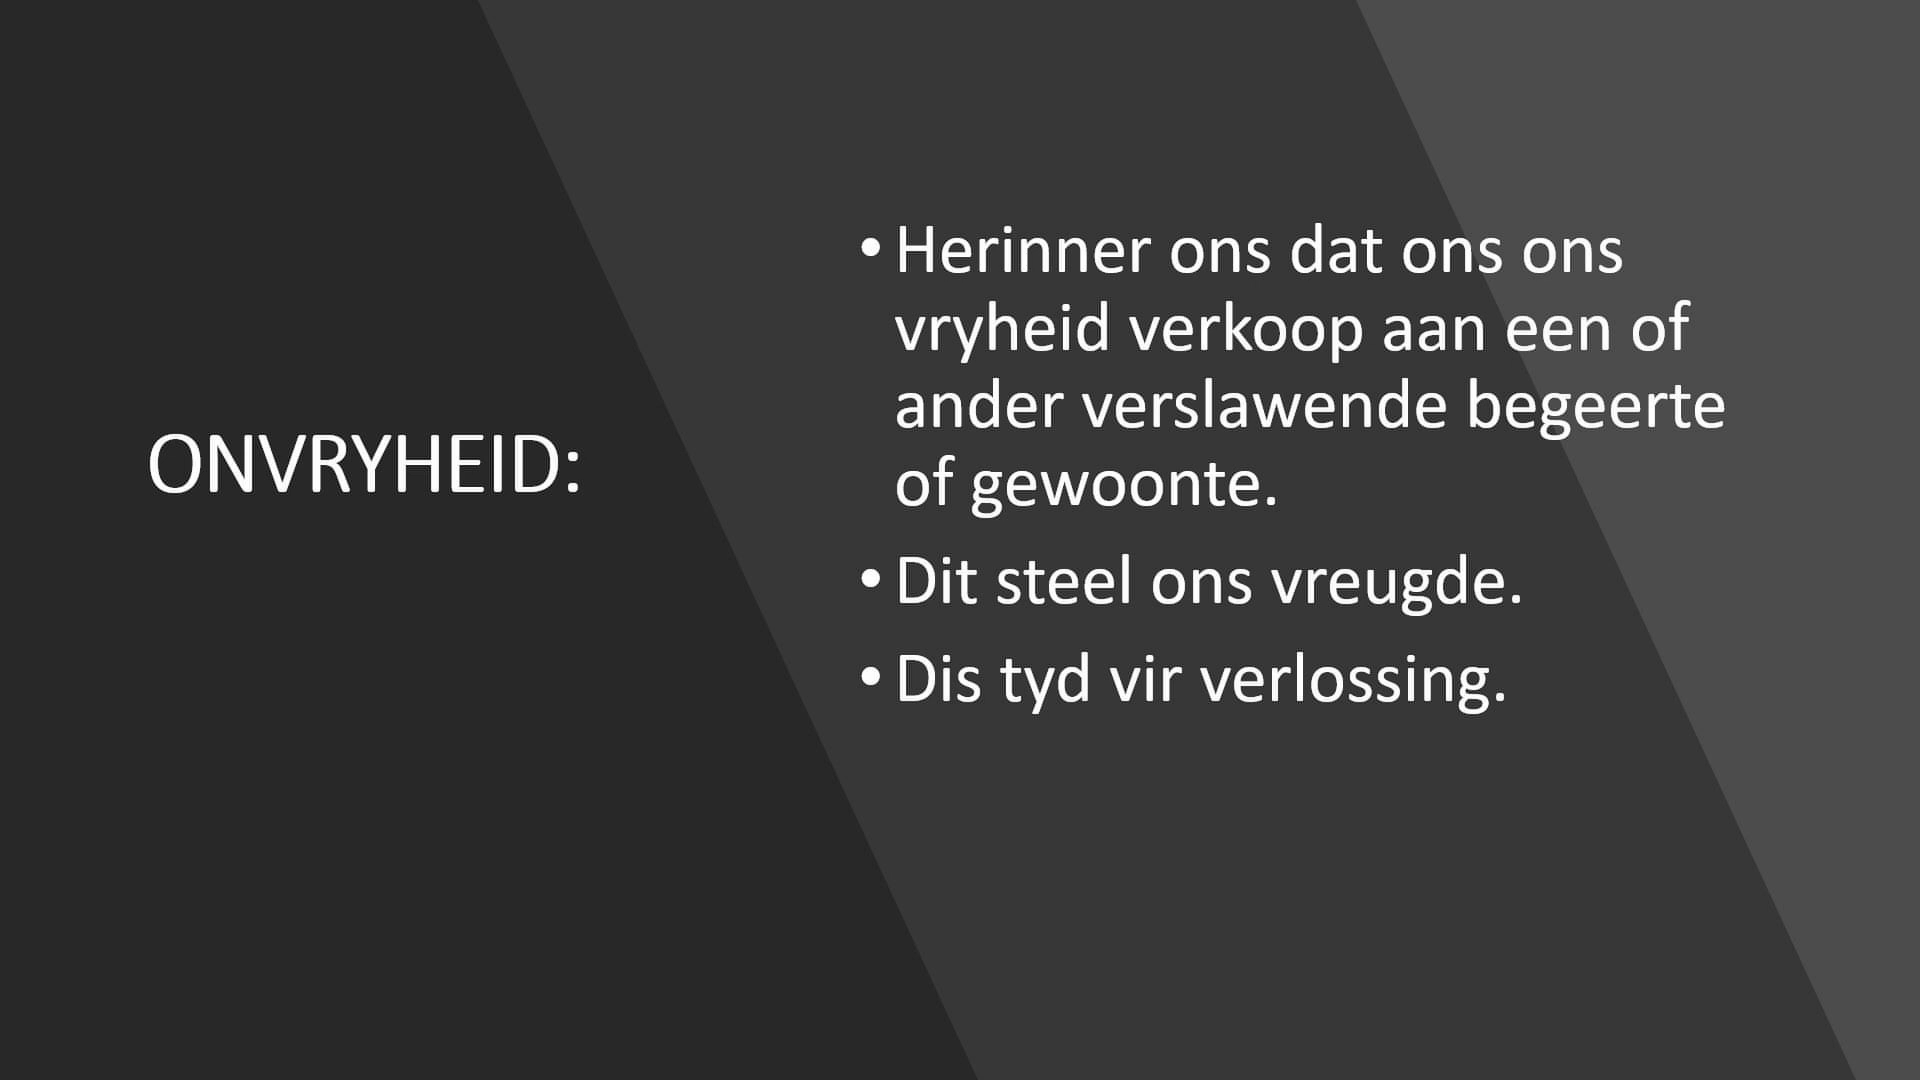 ONVRYHEID:
• Herinner ons dat ons ons
vryheid verkoop aan een of
ander verslawende begeerte
of gewoonte.
• Dit steel ons vreugde.
• Dis tyd vir verlossing.